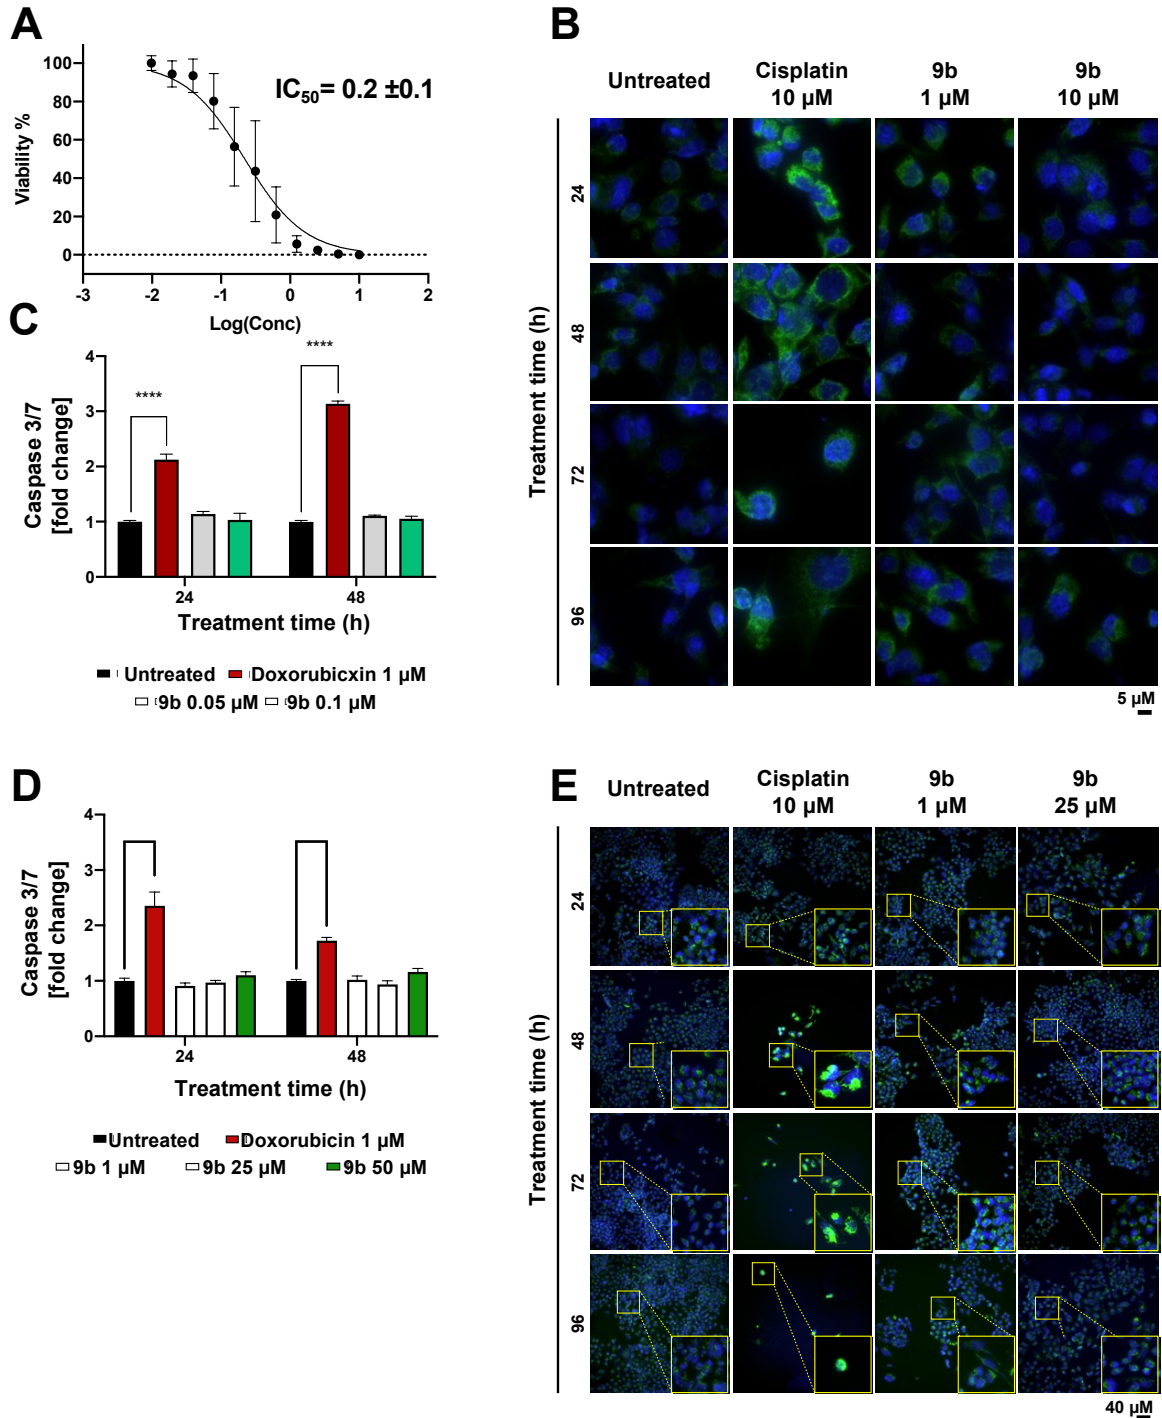 A
100
80
60
40
20
0
Viability %
IC50= 0.2 ±0.1
-3 -2 -1 0 1 2
Log(Conc)
B
Untreated
Cisplatin
10 µM
9b
1 µM
9b
10 µM
24
48
72
96
Treatment time (h)
5 µM
C
4
3
2
1
0
Caspase 3/7
[fold change]
****
****
24 48
Treatment time (h)
Untreated Doxorubicxin 1 µM
9b 0.05 µM 9b 0.1 µM
D
4
3
2
1
0
Caspase 3/7
[fold change]
24 48
Treatment time (h)
Untreated Doxorubicin 1 µM
9b 1 µM 9b 25 µM 9b 50 µM
E
Untreated
Cisplatin
10 µM
9b
1 µM
9b
25 µM
24
48
72
96
Treatment time (h)
40 µM